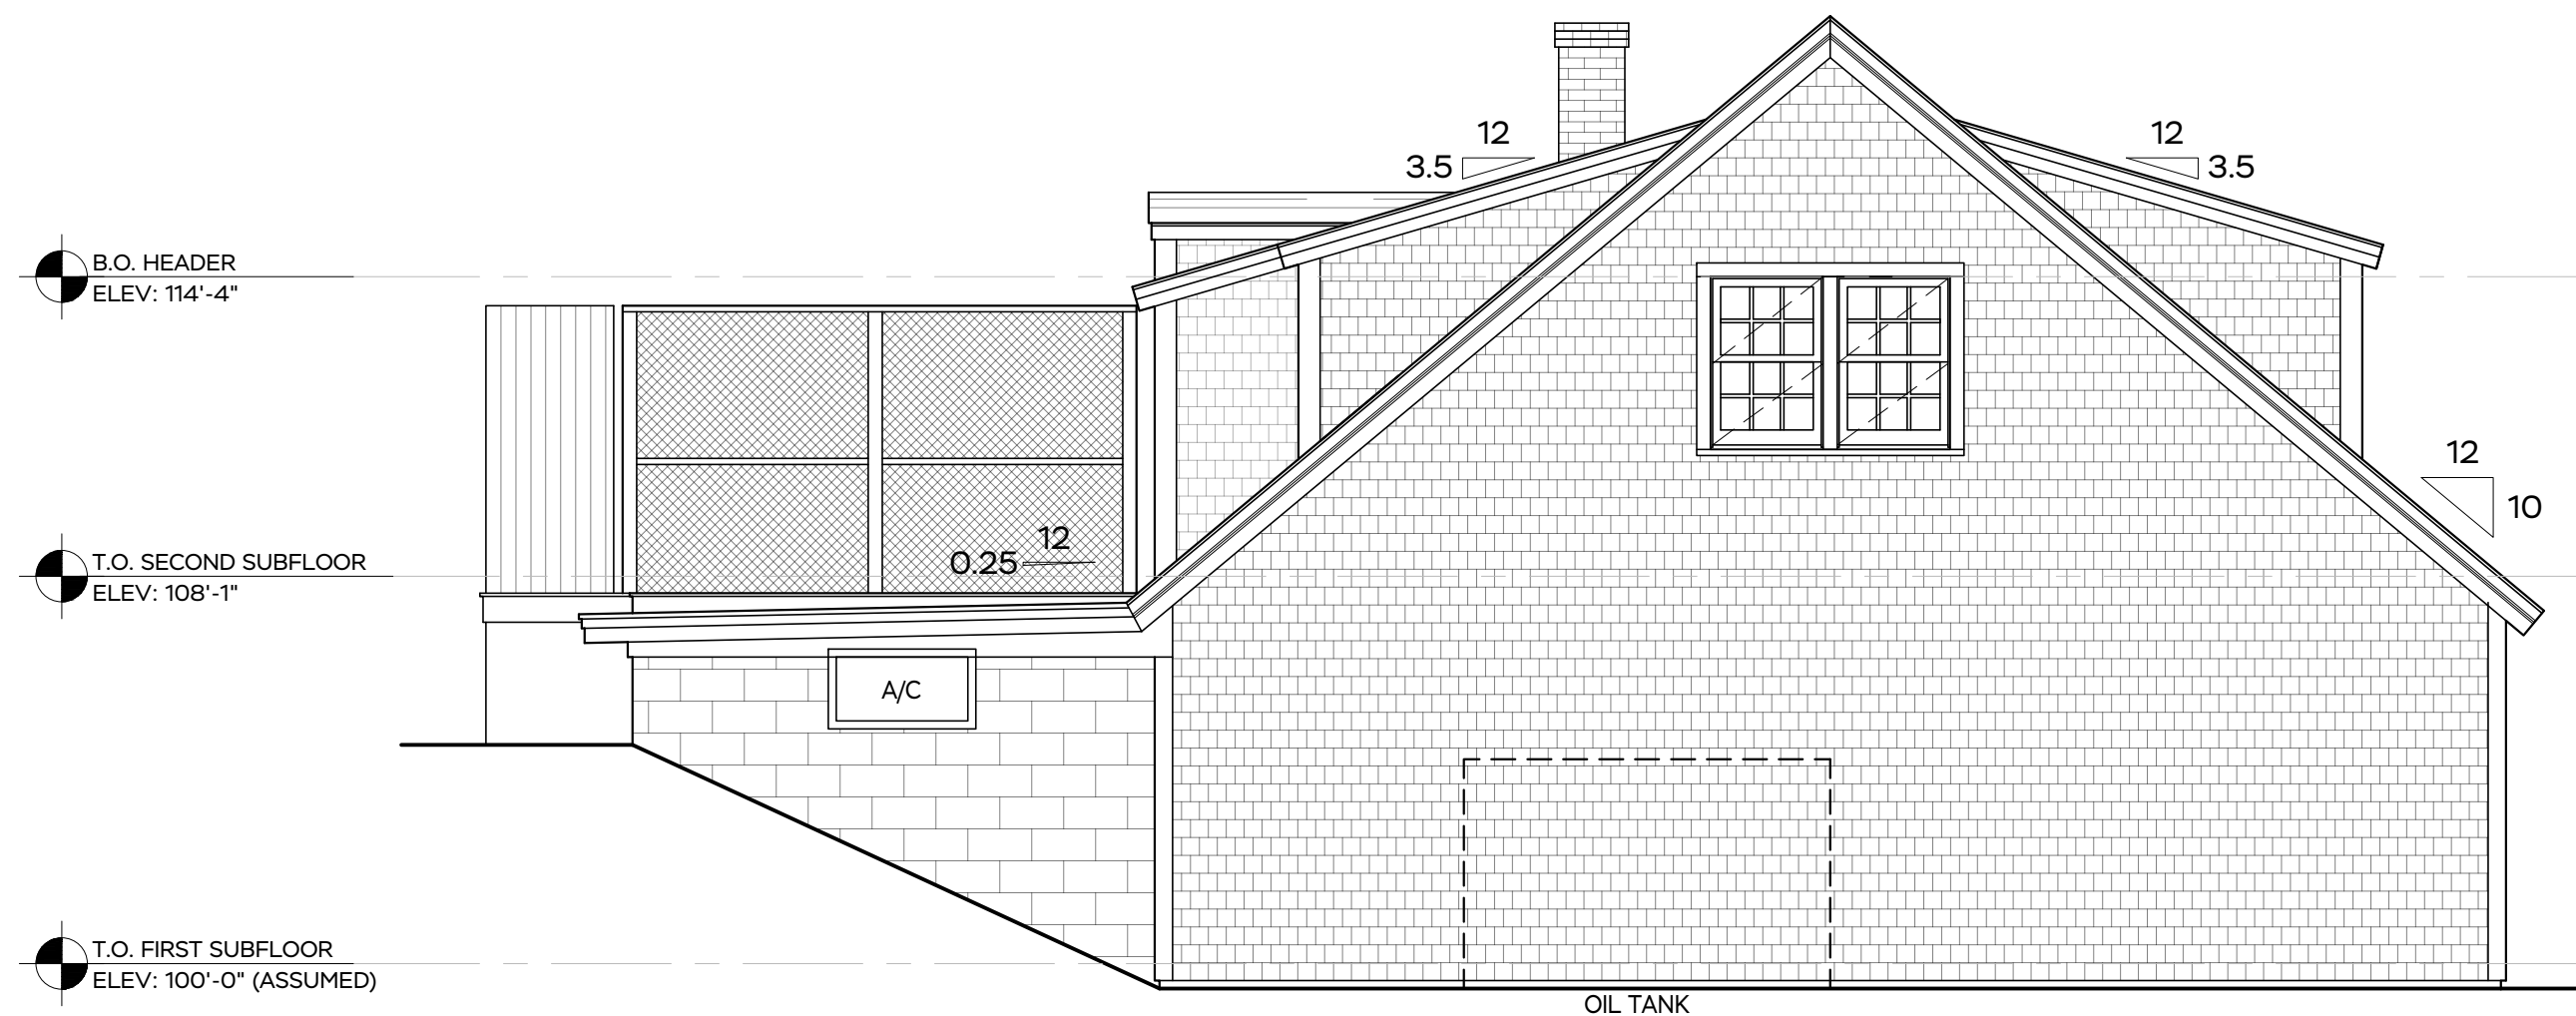 12
3.5
12
3.5
B.O. HEADER
ELEV: 114'-4"
12
10
12
0.25
T.O. SECOND SUBFLOOR
ELEV: 108'-1"
A/C
T.O. FIRST SUBFLOOR
ELEV: 100'-0" (ASSUMED)
OIL TANK